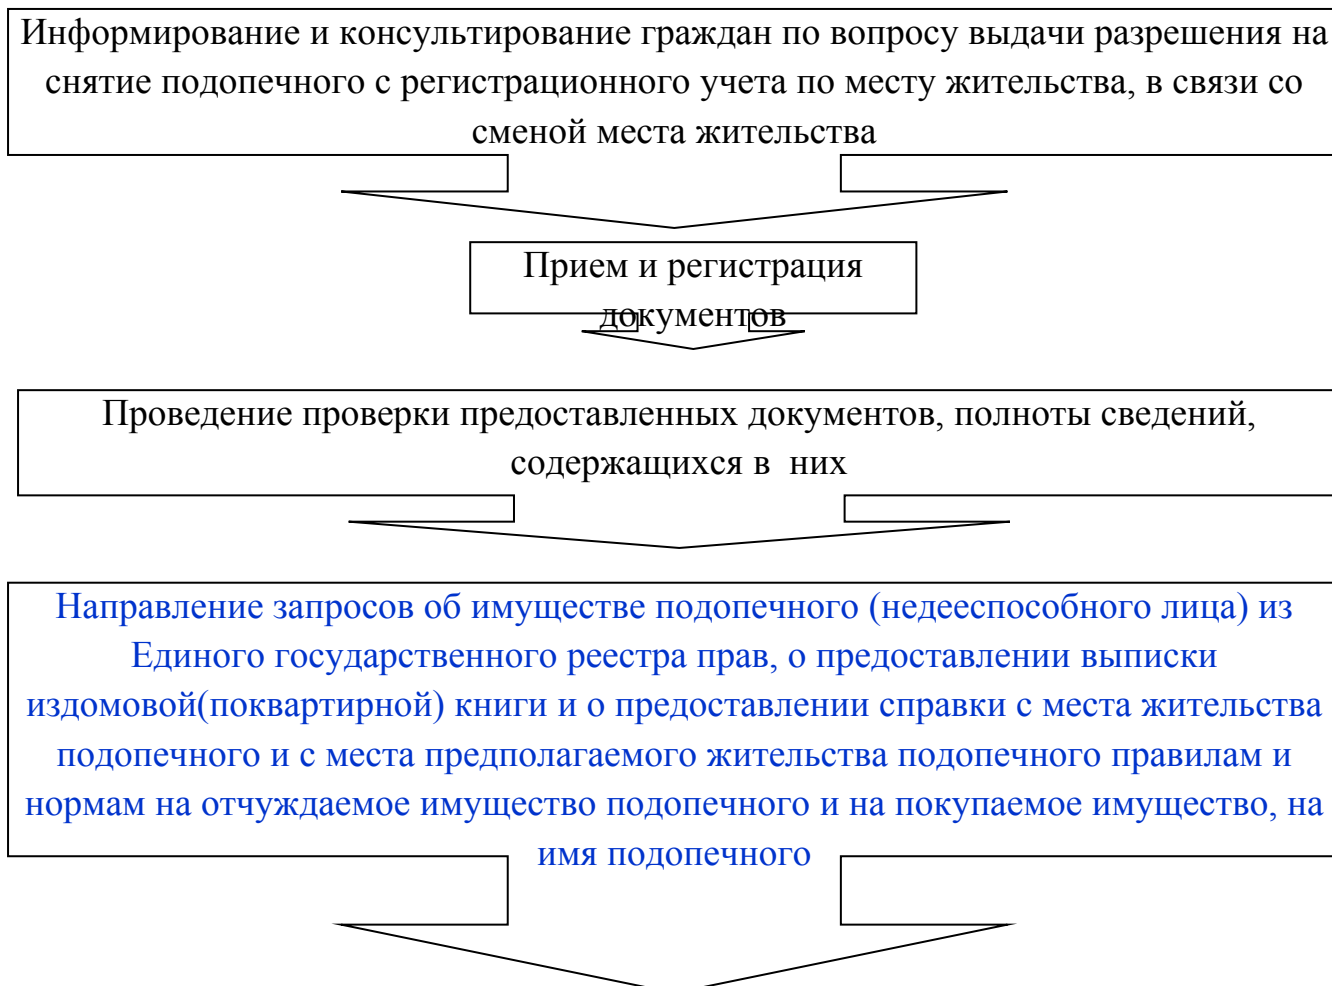 Информирование и консультирование граждан по вопросу выдачи разрешения на
снятие подопечного с регистрационного учета по месту жительства, в связи со
сменой места жительства
Прием и регистрация
документов
Проведение проверки предоставленных документов, полноты сведений,
содержащихся в  них
Направление запросов об имуществе подопечного (недееспособного лица) из
Единого государственного реестра прав, о предоставлении выписки
издомовой(поквартирной) книги и о предоставлении справки с места жительства
подопечного и с места предполагаемого жительства подопечного правилам и
нормам на отчуждаемое имущество подопечного и на покупаемое имущество, на
имя подопечного